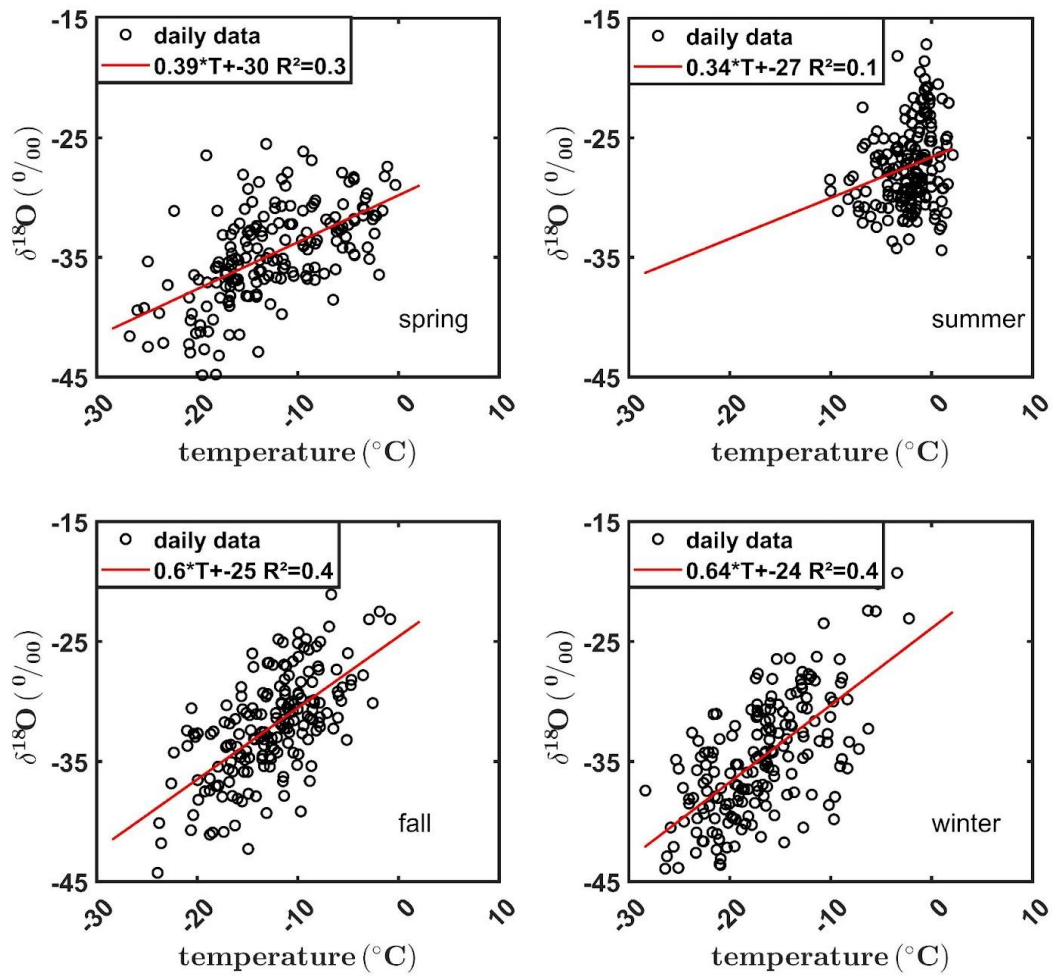 daily data
0.39*T+-30 R²=0.3
-15
-25
-35
-45
δ¹⁸O (⁰/₀₀)
spring
-30
-20
-10
0
10
temperature (°C)
daily data
0.34*T+-27 R²=0.1
-15
-25
-35
-45
δ¹⁸O (⁰/₀₀)
summer
-30
-20
-10
0
10
temperature (°C)
daily data
0.6*T+-25 R²=0.4
-15
-25
-35
-45
δ¹⁸O (⁰/₀₀)
fall
-30
-20
-10
0
10
temperature (°C)
daily data
0.64*T+-24 R²=0.4
-15
-25
-35
-45
δ¹⁸O (⁰/₀₀)
winter
-30
-20
-10
0
10
temperature (°C)